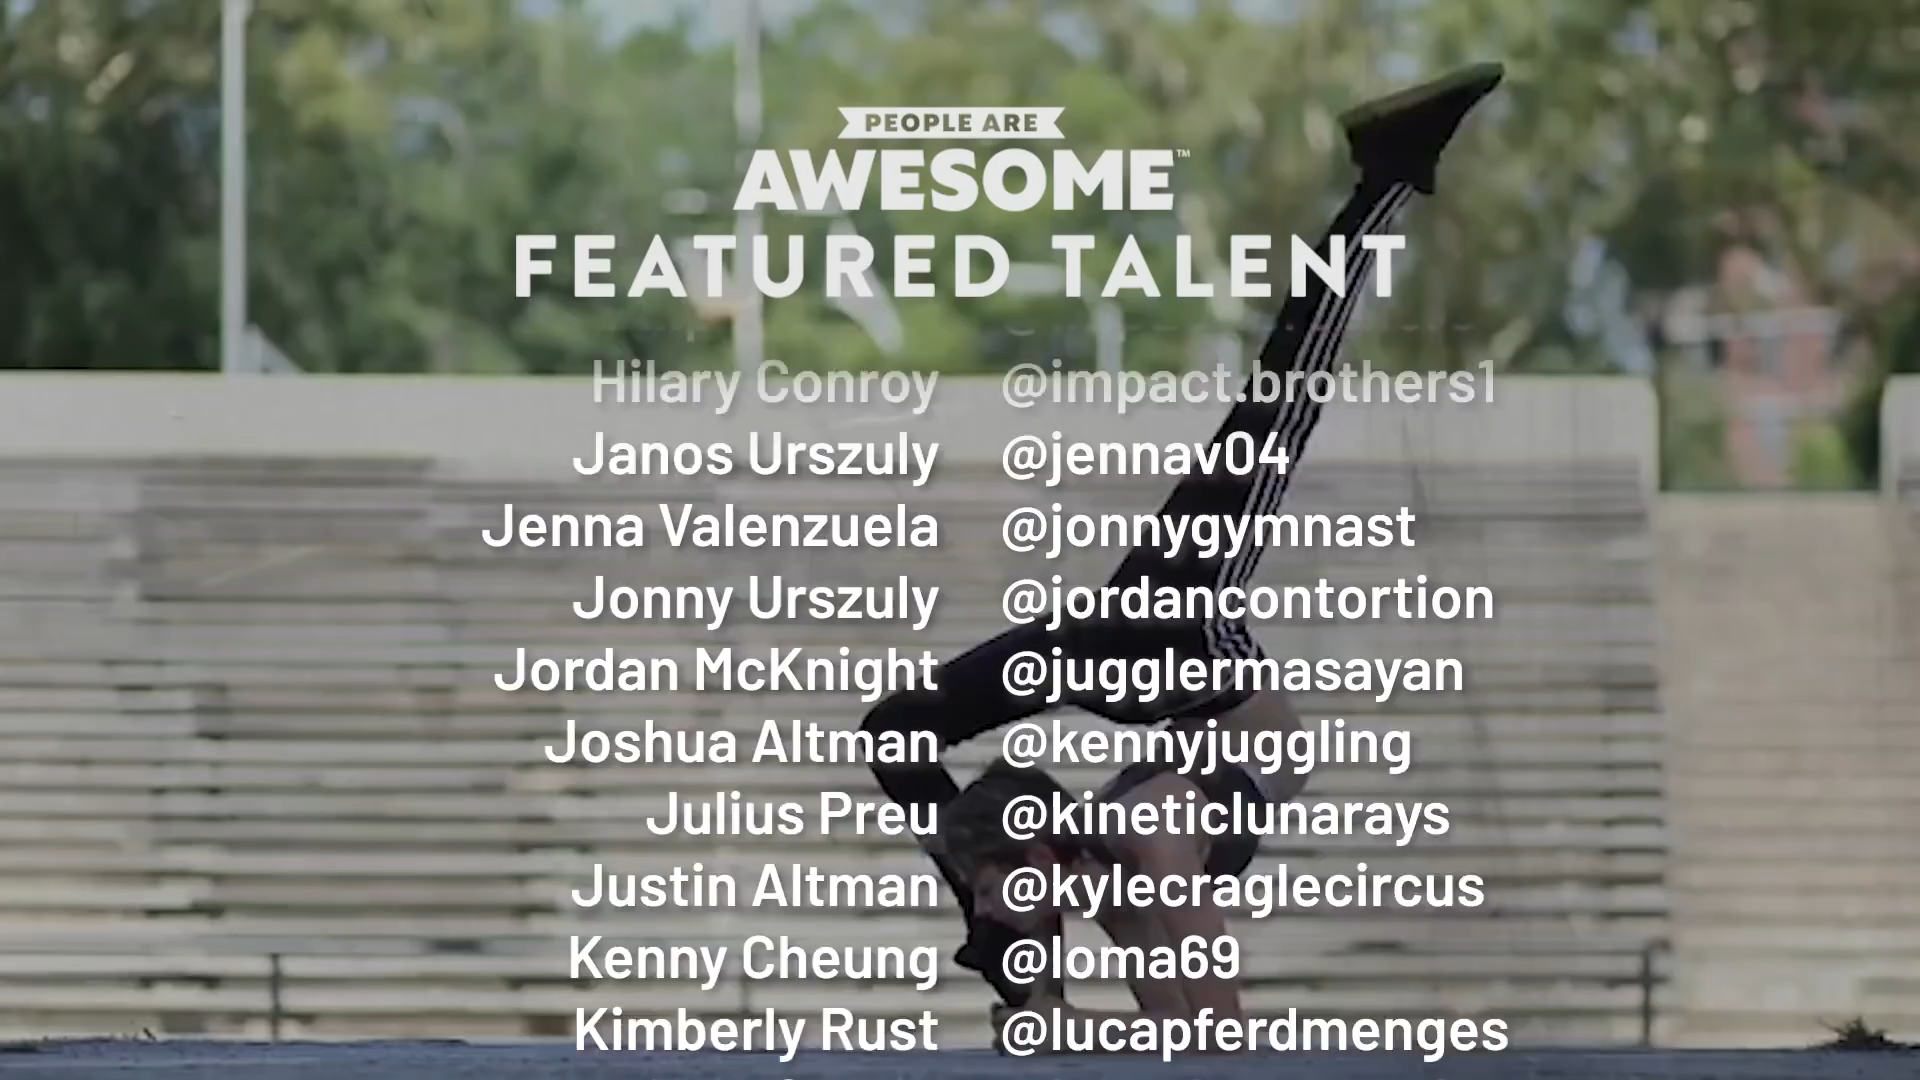 PEOPLE ARE
AWESOME™
FEATURED TALENT
Hilary Conroy @impact.brothers1
Janos Urszuly @jennav04
Jenna Valenzuela @jonnygymnast
Jonny Urszuly @jordancontortion
Jordan McKnight @jugglermasayan
Joshua Altman @kennyjuggling
Julius Preu @kineticlunarays
Justin Altman @kylecraglecircus
Kenny Cheung @loma69
Kimberly Rust @lucapferdmenges